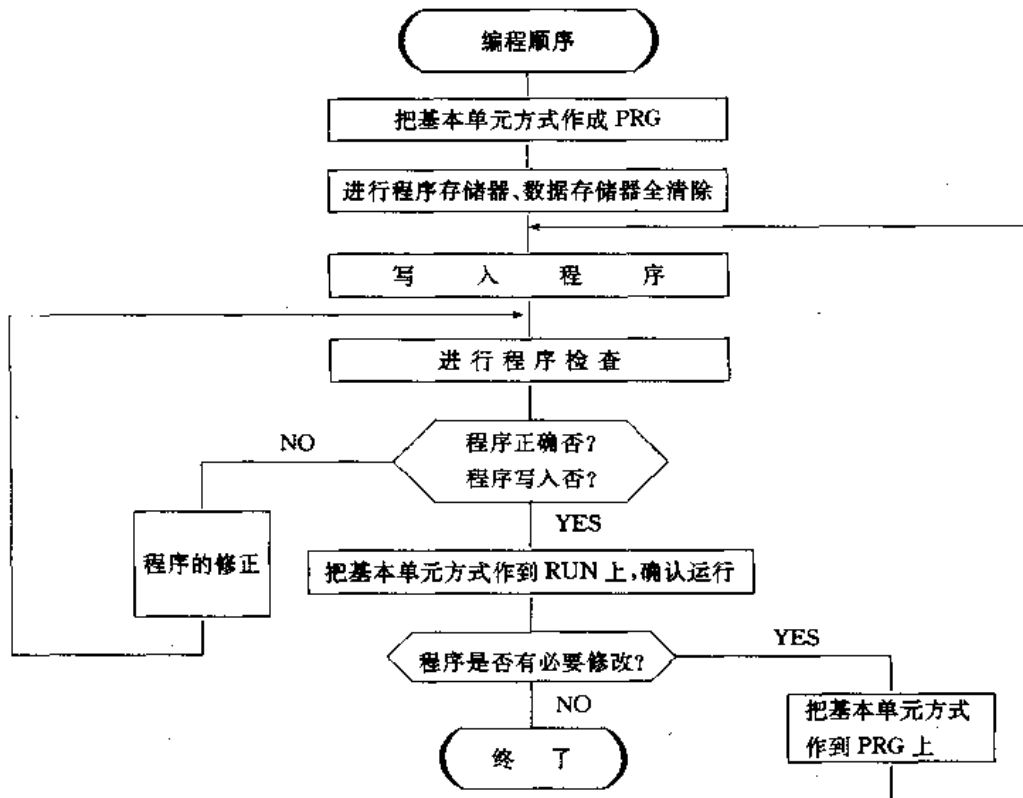 编程顺序
把基本单元方式作成 PRG
进行程序存储器、数据存储器全清除
写入程序
进行程序检查
程序正确否?
程序写入否?
NO
YES
程序的修正
把基本单元方式作到 RUN 上,确认运行
程序是否有必要修改?
YES
NO
把基本单元方式
作到 PRG 上
终了